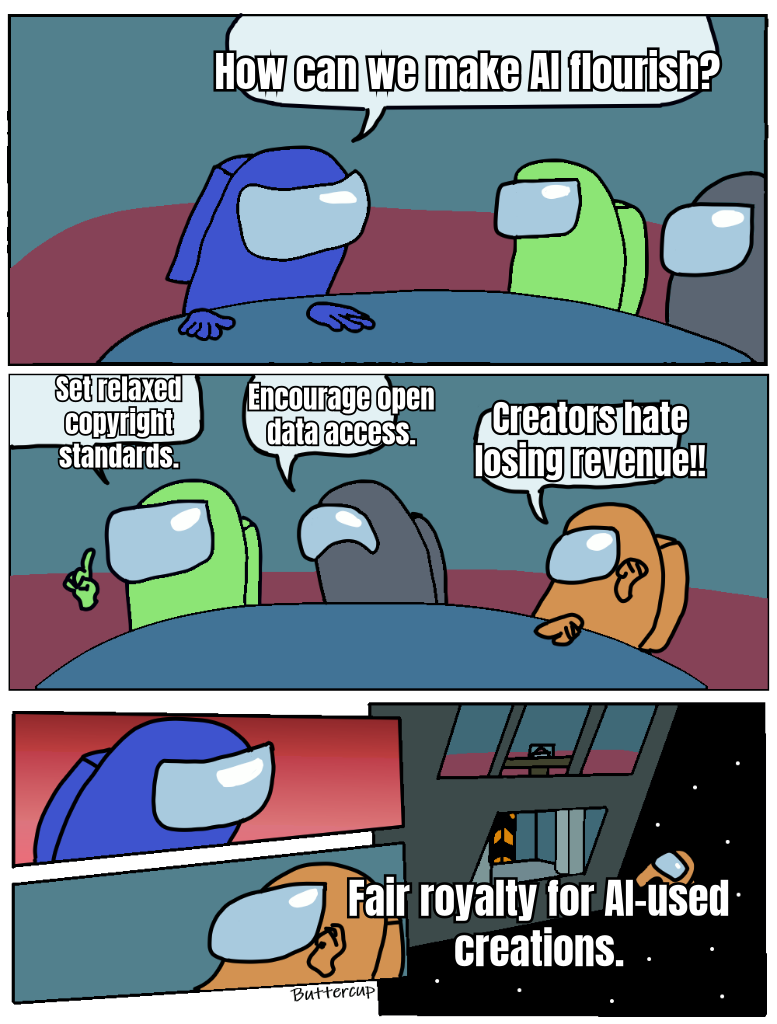 How can we make AI flourish?
Set relaxed
copyright
standards.
Encourage open
data access.
Creators hate
losing revenue!!
Fair royalty for AI-used
creations.
Buttercup